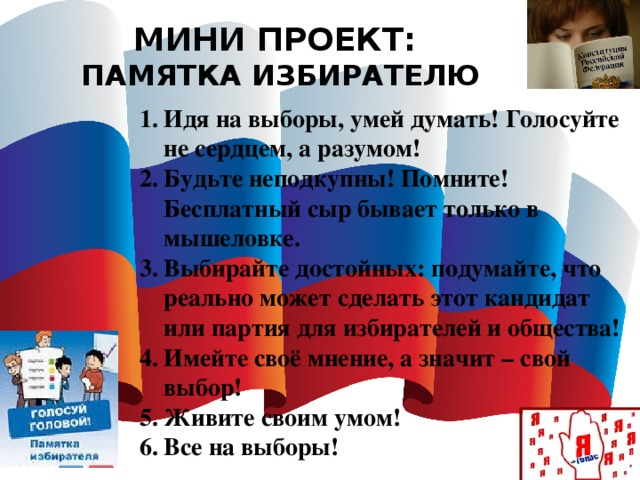 МИНИ ПРОЕКТ:
ПАМЯТКА ИЗБИРАТЕЛЮ
Конституция
Российской
Федерации
1. Идя на выборы, умей думать! Голосуйте
не сердцем, а разумом!
2. Будьте неподкупны! Помните!
Бесплатный сыр бывает только в
мышеловке.
3. Выбирайте достойных: подумайте, что
реально может сделать этот кандидат
или партия для избирателей и общества!
4. Имейте своё мнение, а значит – свой
выбор!
5. Живите своим умом!
6. Все на выборы!
ГОЛОСУЙ
ГОЛОВОЙ!
Памятка
избирателя
Я
Я
Я